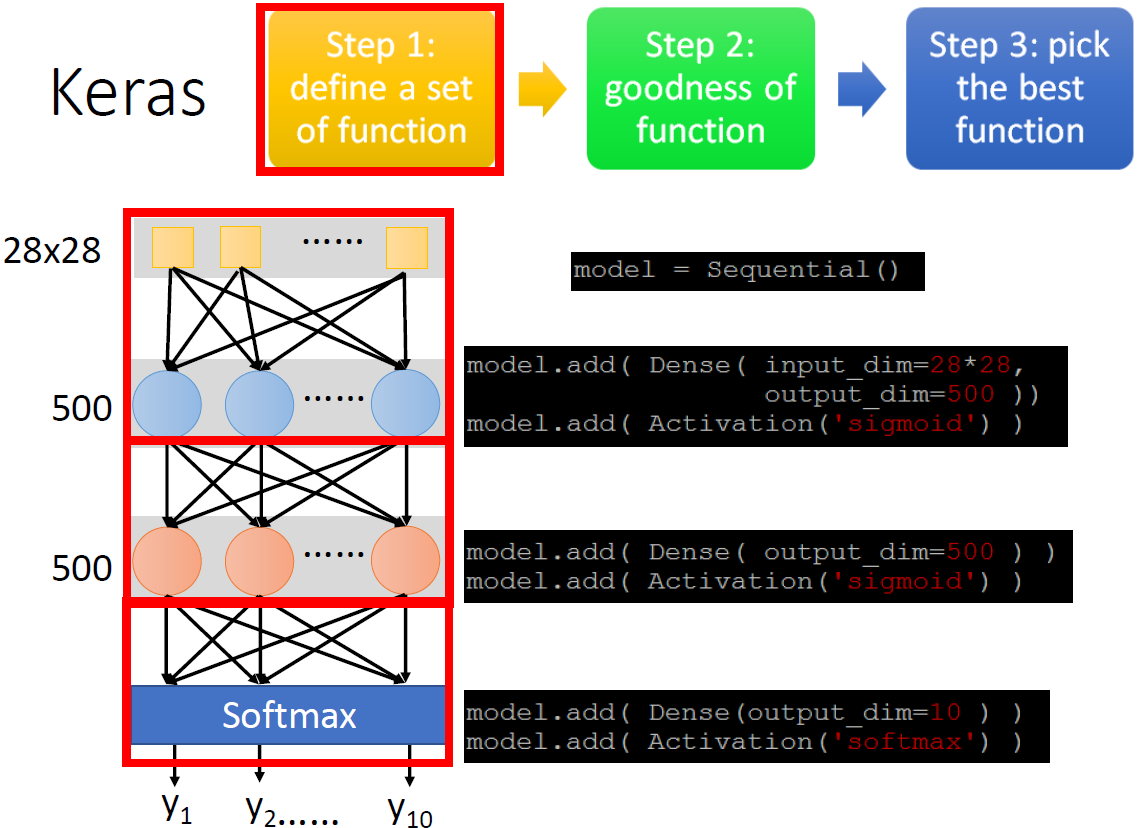 Keras
Step 1:
define a set
of function
Step 2:
goodness of
function
Step 3: pick
the best
function
28x28
……
model = Sequential()
500
……
model.add( Dense( input_dim=28*28,
output_dim=500 ))
model.add( Activation('sigmoid') )
500
……
model.add( Dense( output_dim=500 ) )
model.add( Activation('sigmoid') )
Softmax
model.add( Dense(output_dim=10 ) )
model.add( Activation('softmax') )
y1 y2…… y10